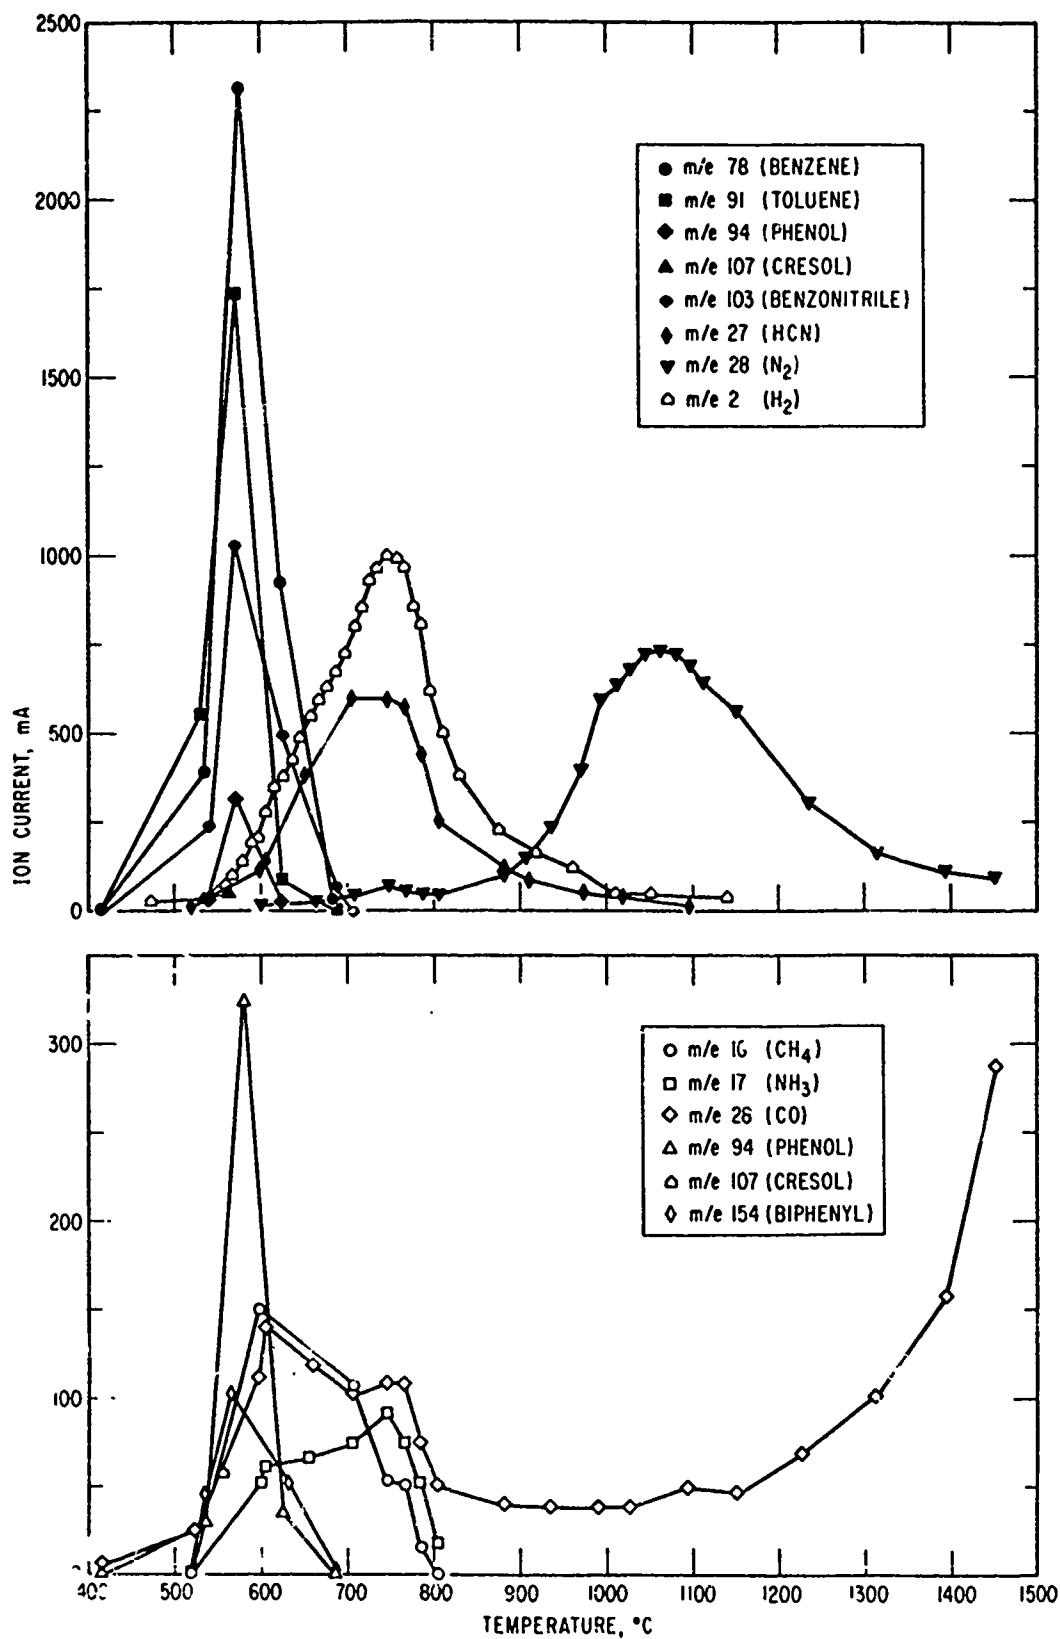 2500
2000
1500
1000
500
0
ION CURRENT, mA
m/e 78 (BENZENE)
m/e 91 (TOLUENE)
m/e 94 (PHENOL)
m/e 107 (CRESOL)
m/e 103 (BENZONITRILE)
m/e 27 (HCN)
m/e 28 (N2)
m/e 2 (H2)
300
200
100
m/e 16 (CH4)
m/e 17 (NH3)
m/e 26 (CO)
m/e 94 (PHENOL)
m/e 107 (CRESOL)
m/e 154 (BIPHENYL)
500 600 700 800 900 1000 1100 1200 1300 1400 1500
TEMPERATURE, °C